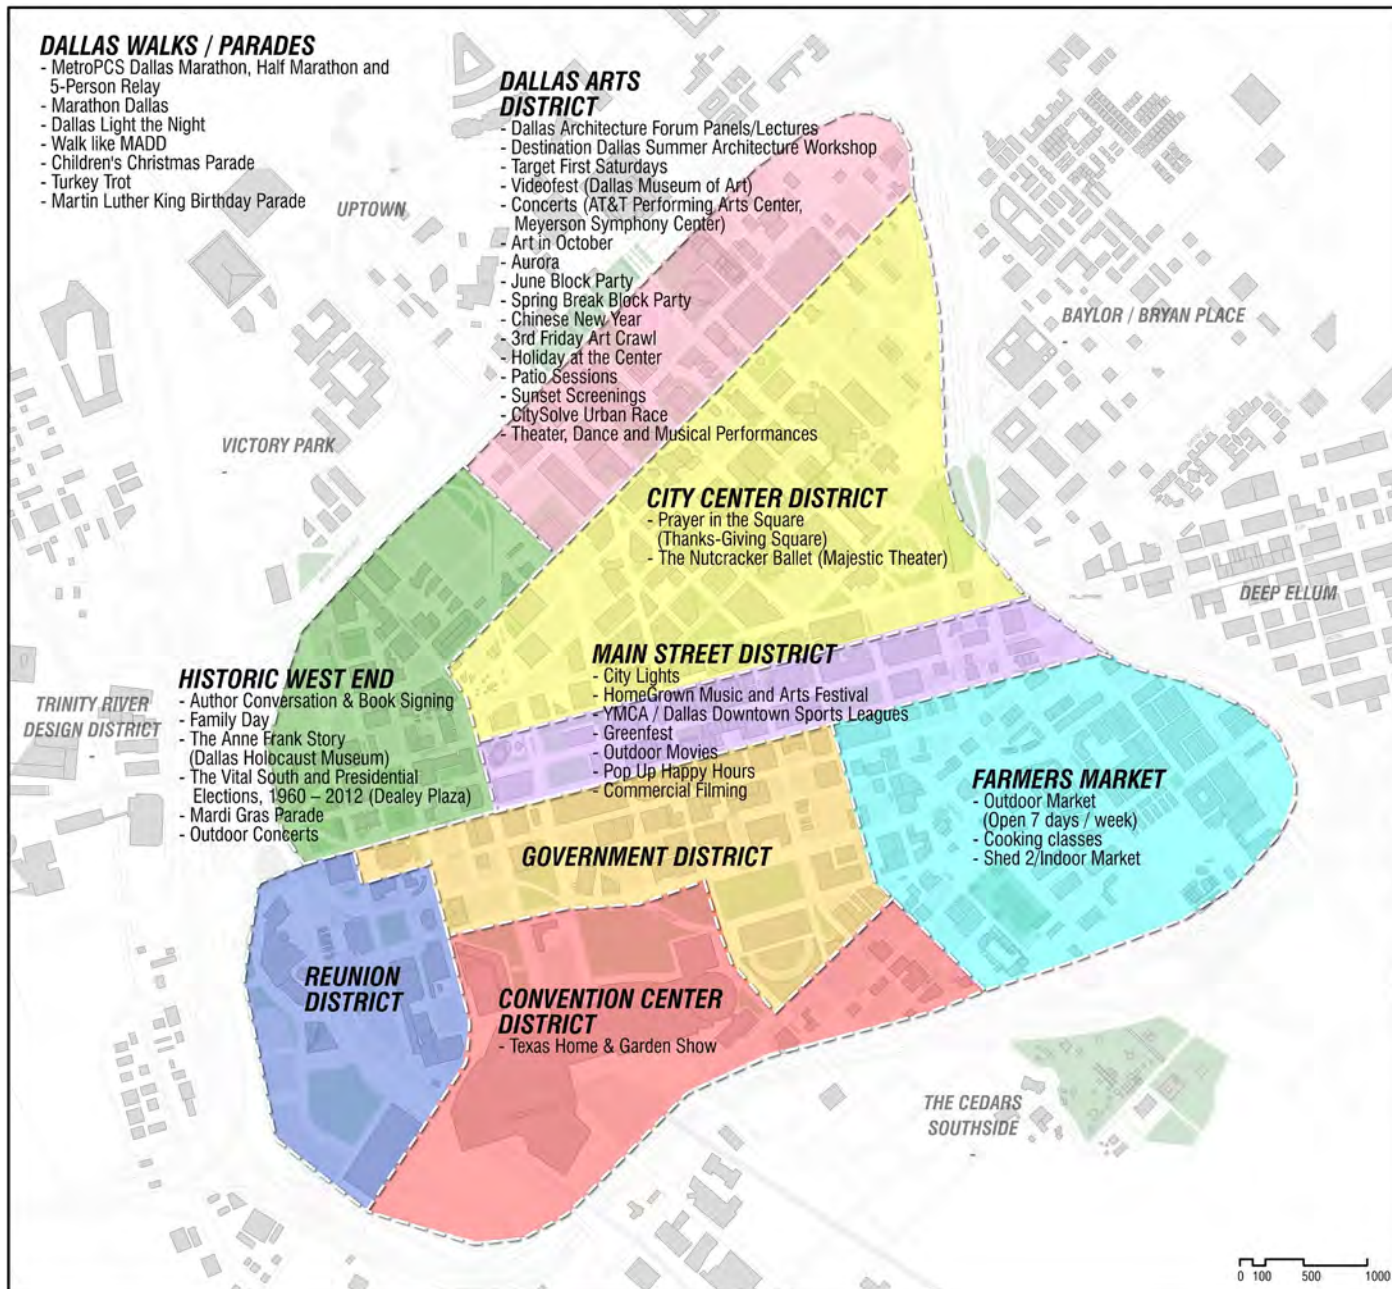 DALLAS WALKS / PARADES
- MetroPCS Dallas Marathon, Half Marathon and
5-Person Relay
- Marathon Dallas
- Dallas Light the Night
- Walk like MADD
- Children's Christmas Parade
- Turkey Trot
- Martin Luther King Birthday Parade
DALLAS ARTS
DISTRICT
- Dallas Architecture Forum Panels/Lectures
- Destination Dallas Summer Architecture Workshop
- Target First Saturdays
- Videofest (Dallas Museum of Art)
- Concerts (AT&T Performing Arts Center,
Meyerson Symphony Center)
- Art in October
- Aurora
- June Block Party
- Spring Break Block Party
- Chinese New Year
- 3rd Friday Art Crawl
- Holiday at the Center
- Patio Sessions
- Sunset Screenings
- CitySolve Urban Race
- Theater, Dance and Musical Performances
UPTOWN
BAYLOR / BRYAN PLACE
-
VICTORY PARK
-
CITY CENTER DISTRICT
- Prayer in the Square
(Thanks-Giving Square)
- The Nutcracker Ballet (Majestic Theater)
DEEP ELLUM
MAIN STREET DISTRICT
- City Lights
- HomeGrown Music and Arts Festival
- YMCA / Dallas Downtown Sports Leagues
- Greenfest
- Outdoor Movies
- Pop Up Happy Hours
- Commercial Filming
HISTORIC WEST END
- Author Conversation & Book Signing
- Family Day
- The Anne Frank Story
(Dallas Holocaust Museum)
- The Vital South and Presidential
Elections, 1960 – 2012 (Dealey Plaza)
- Mardi Gras Parade
- Outdoor Concerts
TRINITY RIVER
DESIGN DISTRICT
-
FARMERS MARKET
- Outdoor Market
(Open 7 days / week)
- Cooking classes
- Shed 2/Indoor Market
GOVERNMENT DISTRICT
REUNION
DISTRICT
CONVENTION CENTER
DISTRICT
- Texas Home & Garden Show
THE CEDARS
SOUTHSIDE
-
0 100 500 1000